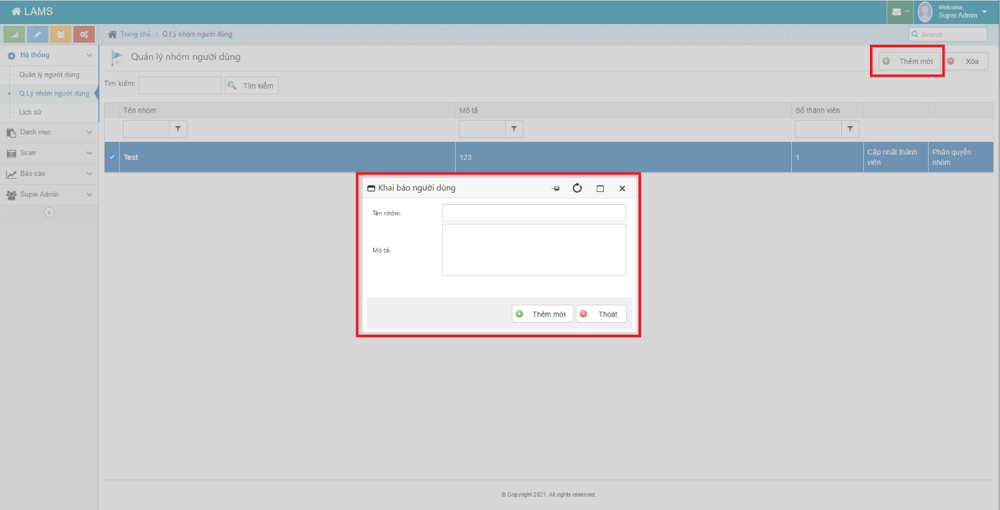 LAMS
Welcome,
Super Admin
Trang chủ
Q.Lý nhóm người dùng
Search ...
Hệ thống
Quản lý người dùng
Q.Lý nhóm người dùng
Lịch sử
Danh mục
Scan
Báo cáo
Super Admin
Quản lý nhóm người dùng
Thêm mới
Xóa
Tìm kiếm:
Tìm kiếm
Tên nhóm
Mô tả
Số thành viên
Test
123
1
Cập nhật thành
viên
Phân quyền
nhóm
Khai báo người dùng
Tên nhóm:
Mô tả:
Thêm mới
Thoát
© Copyright 2021. All rights reserved.